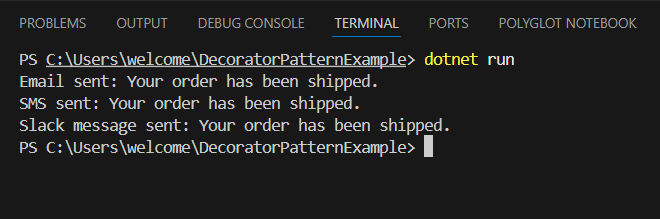 PROBLEMS OUTPUT DEBUG CONSOLE TERMINAL PORTS POLYGLOT NOTEBOOK
PS C:\Users\welcome\DecoratorPatternExample> dotnet run
Email sent: Your order has been shipped.
SMS sent: Your order has been shipped.
Slack message sent: Your order has been shipped.
PS C:\Users\welcome\DecoratorPatternExample>